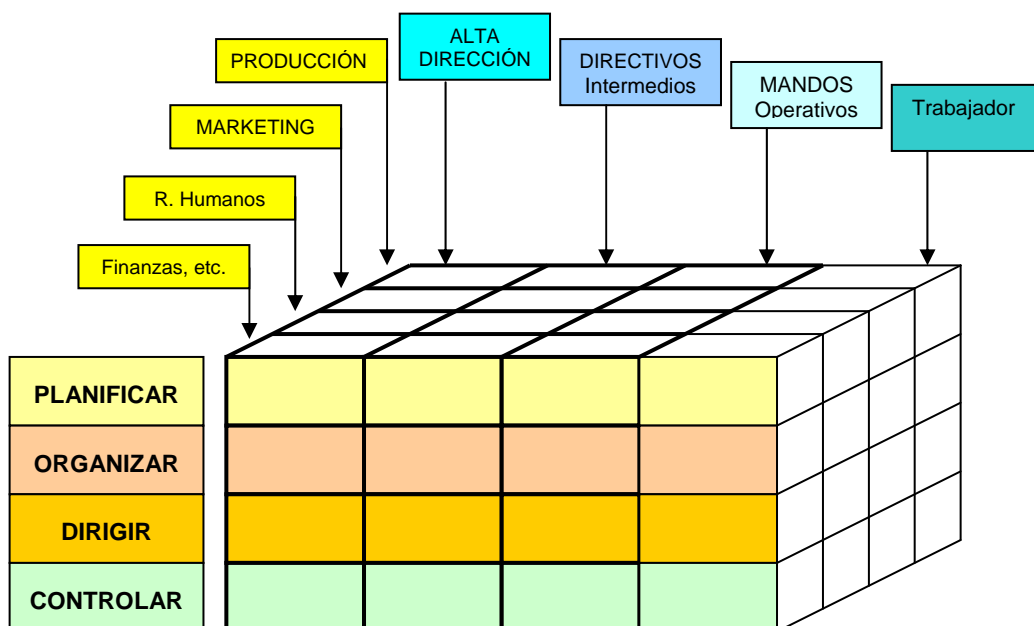 PRODUCCIÓN
ALTA
DIRECCIÓN
DIRECTIVOS
Intermedios
MANDOS
Operativos
Trabajador
MARKETING
R. Humanos
Finanzas, etc.
PLANIFICAR
ORGANIZAR
DIRIGIR
CONTROLAR